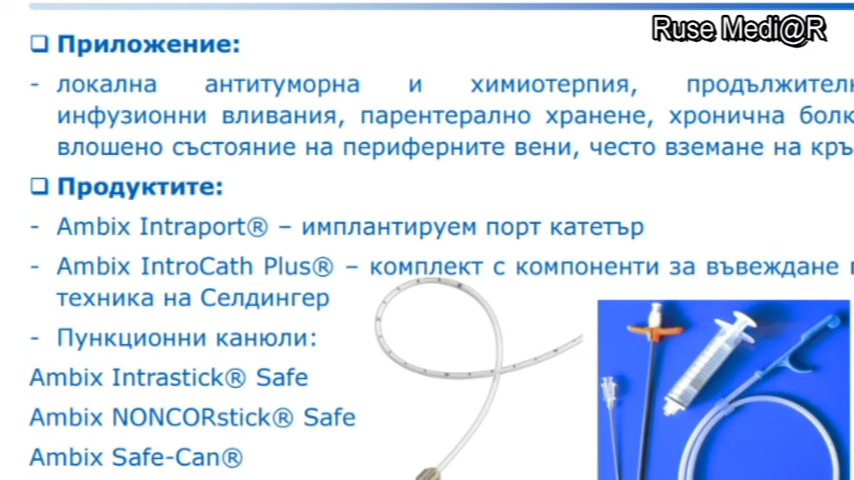 Ruse Medi@R
Приложение:
- локална антитуморна и химиотерпия,
инфузионни вливания, парентерално хранене, хронична
влошено състояние на периферните вени, често вземане на
Продуктите:
- Ambix Intraport® – имплантируем порт катетър
- Ambix IntroCath Plus® – комплект с компоненти за въвеждане
техника на Селдингер
- Пункционни канюли:
Ambix Intrastick® Safe
Ambix NONCORstick® Safe
Ambix Safe-Can®